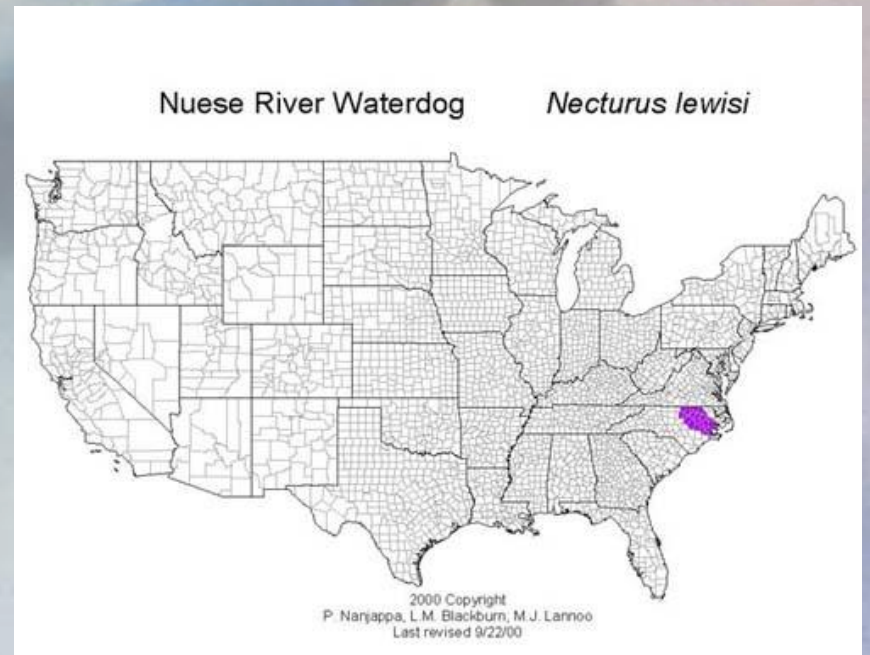 Nuese River Waterdog Necturus lewisi
2000 Copyright
P. Nanjappa, L.M. Blackburn, M.J. Lannoo
Last revised 9/22/00